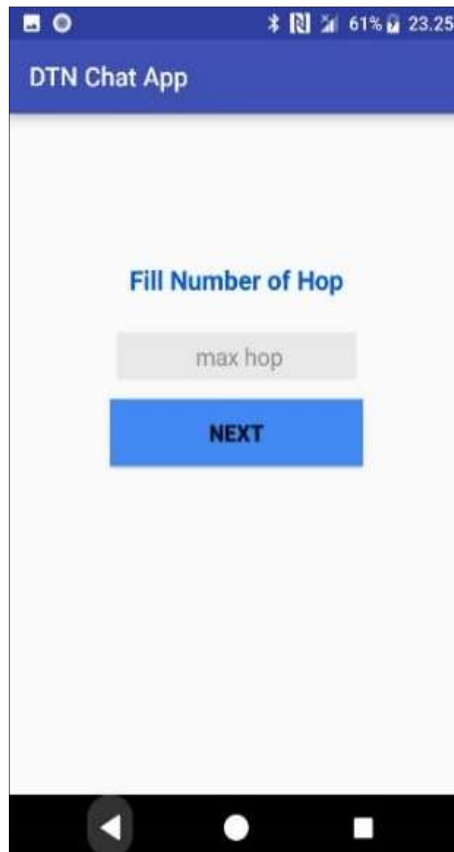 61% 23.25
DTN Chat App
Fill Number of Hop
max hop
NEXT